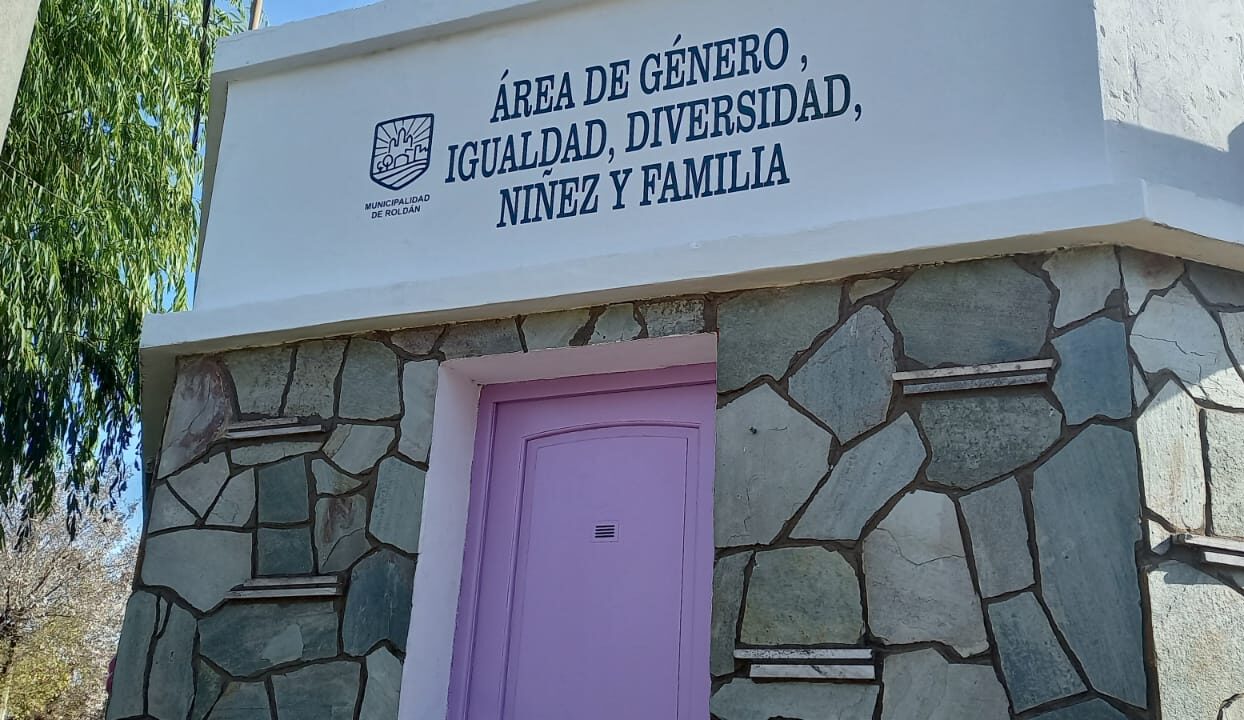 ÁREA DE GÉNERO ,
IGUALDAD, DIVERSIDAD,
NIÑEZ Y FAMILIA
MUNICIPALIDAD
DE ROLDÁN